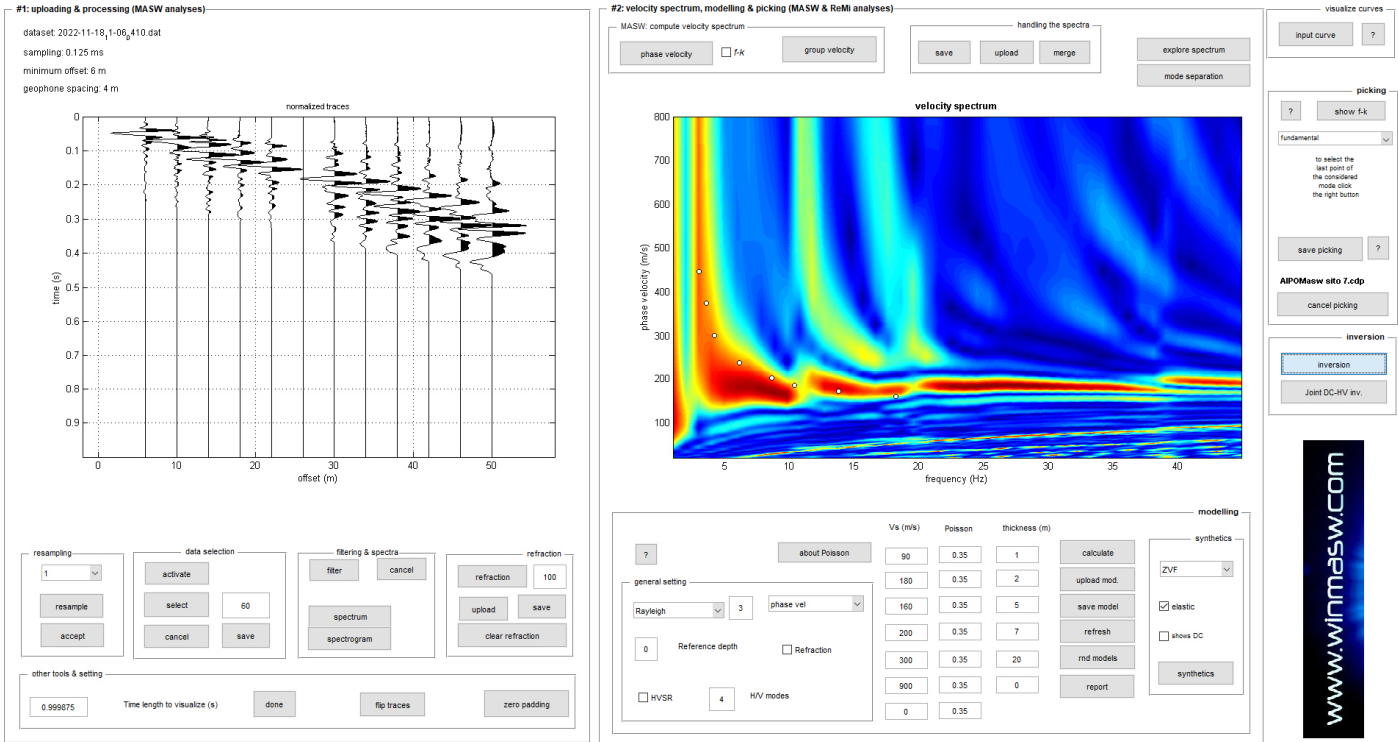 #1: uploading & processing (MASW analyses)
dataset: 2022-11-18,1-06p410.dat
sampling: 0.125 ms
minimum offset: 6 m
geophone spacing: 4 m
normalized traces
0
0.1
0.2
0.3
0.4
0.5
0.6
0.7
0.8
0.9
time (s)
0 10 20 30 40 50
offset (m)
resampling
1
resample
accept
data selection
activate
select 60
cancel save
filtering & spectra
filter cancel
spectrum
spectrogram
refraction
refraction 100
upload save
clear refraction
other tools & setting
0.999875 Time length to visualize (s) done flip traces zero padding
#2: velocity spectrum, modelling & picking (MASW & ReMi analyses)
MASW: compute velocity spectrum
phase velocity f-k group velocity
handling the spectra
save upload merge
explore spectrum
mode separation
velocity spectrum
800
700
600
500
400
300
200
100
phase velocity (m/s)
5 10 15 20 25 30 35 40
frequency (Hz)
modelling
? about Poisson
general setting
Rayleigh 3 phase vel
0 Reference depth Refraction
HVSR 4 H/V modes
Vs (m/s) Poisson thickness (m)
90 0.35 1
180 0.35 2
160 0.35 5
200 0.35 7
300 0.35 20
900 0.35 0
0 0.35
calculate
upload mod.
save model
refresh
rnd models
report
synthetics
ZVF
elastic
shows DC
synthetics
visualize curves
input curve ?
picking
? show f-k
fundamental
to select the
last point of
the considered
mode click
the right button
save picking ?
AIPOMasw sito 7.cdp
cancel picking
inversion
inversion
Joint DC-HV inv.
www.winmasw.com